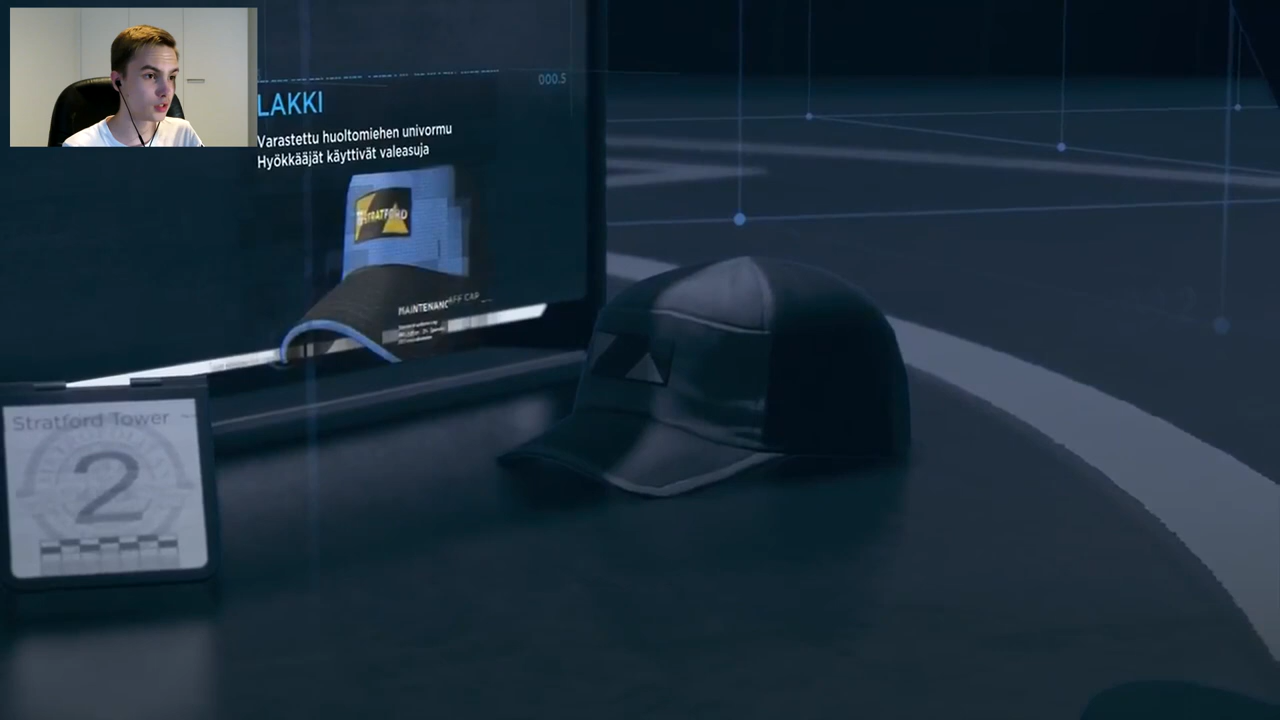 000.5
LAKKI
Varastettu huoltomiehen univormu
Hyökkääjät käyttivät valeasuja
STRATFORD
Stratford Tower
2